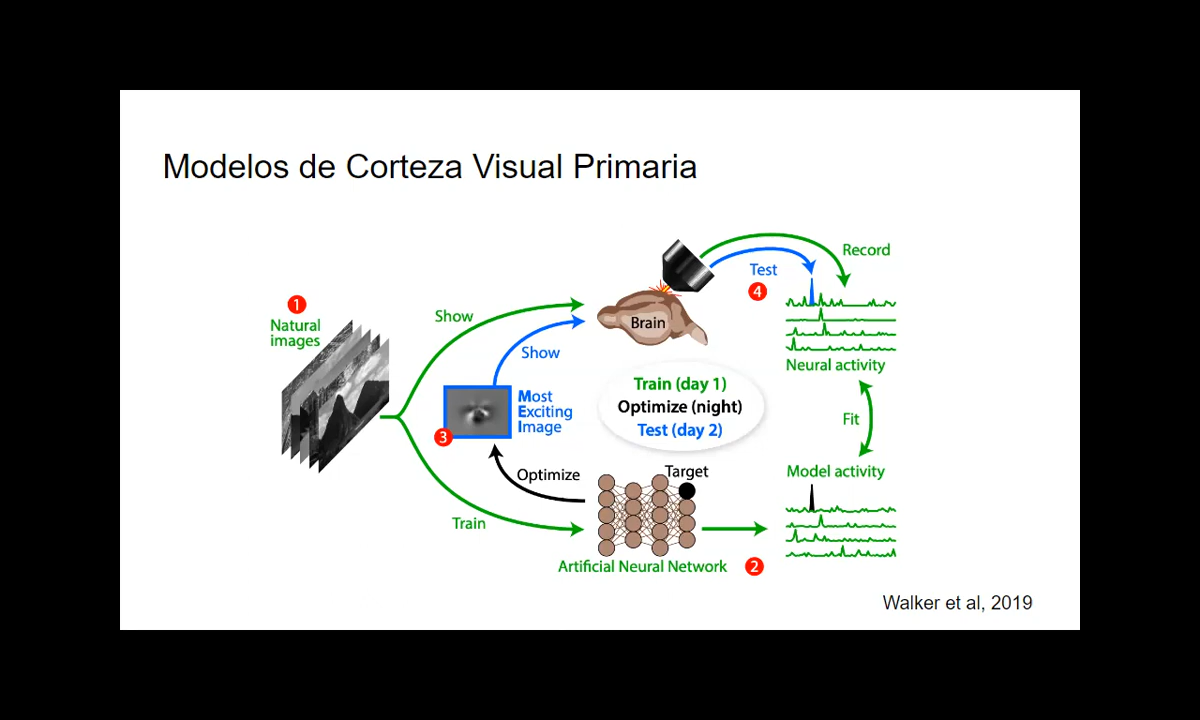 Modelos de Corteza Visual Primaria
1
Natural
images
Show
Show
Brain
Test
4
Record
Neural activity
Most
Exciting
Image
3
Train (day 1)
Optimize (night)
Test (day 2)
Fit
Optimize
Target
Model activity
Train
Artificial Neural Network
2
Walker et al, 2019